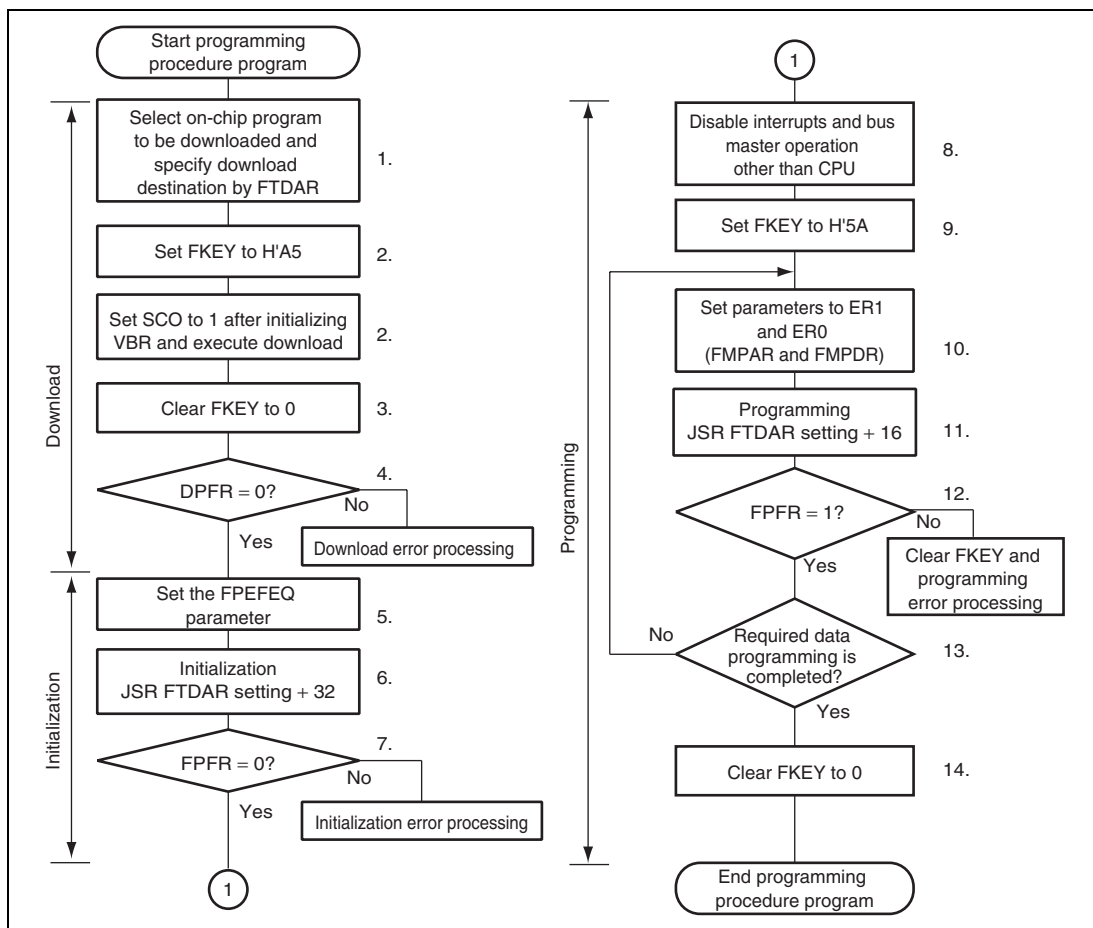 Start programming
procedure program
Download
Select on-chip program
to be downloaded and
specify download
destination by FTDAR
1.
Set FKEY to H'A5
2.
Set SCO to 1 after initializing
VBR and execute download
2.
Clear FKEY to 0
3.
4.
DPFR = 0?
No
Yes
Download error processing
Initialization
Set the FPEFEQ
parameter
5.
Initialization
JSR FTDAR setting + 32
6.
7.
FPFR = 0?
No
Yes
Initialization error processing
1
1
Programming
Disable interrupts and bus
master operation
other than CPU
8.
Set FKEY to H'5A
9.
Set parameters to ER1
and ER0
(FMPAR and FMPDR)
10.
Programming
JSR FTDAR setting + 16
11.
12.
FPFR = 1?
No
Yes
Clear FKEY and
programming
error processing
No
Required data
programming is
completed?
13.
Yes
Clear FKEY to 0
14.
End programming
procedure program